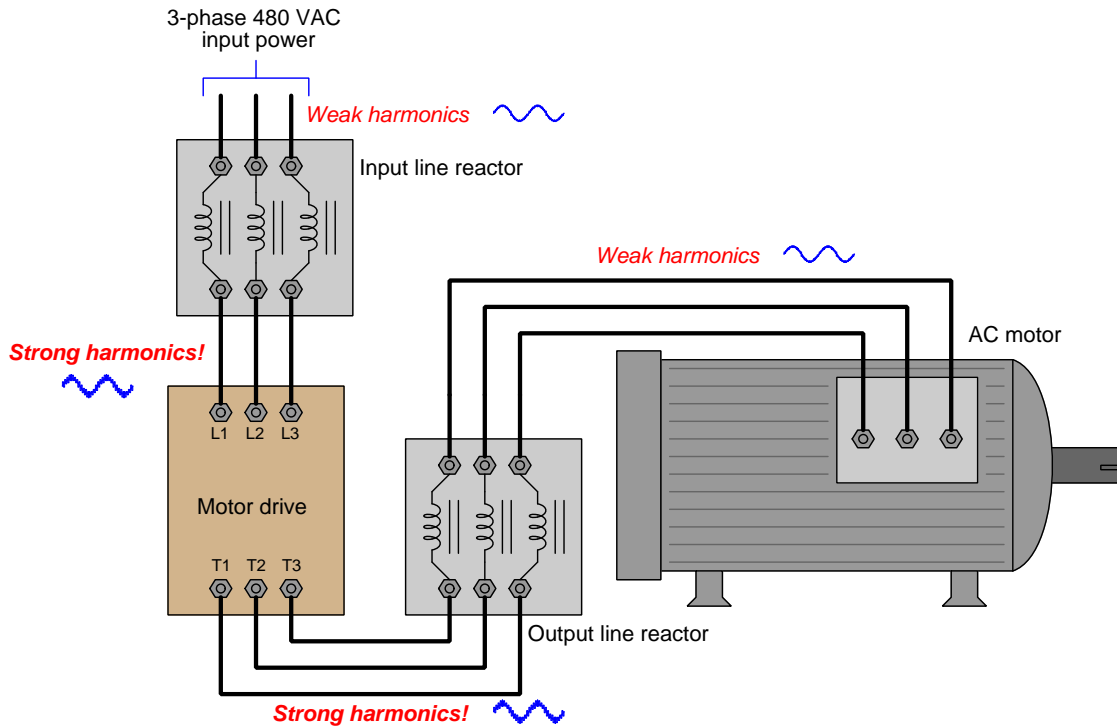 3-phase 480 VAC
input power
Weak harmonics
Input line reactor
Weak harmonics
AC motor
Strong harmonics!
L1 L2 L3
Motor drive
T1 T2 T3
Output line reactor
Strong harmonics!